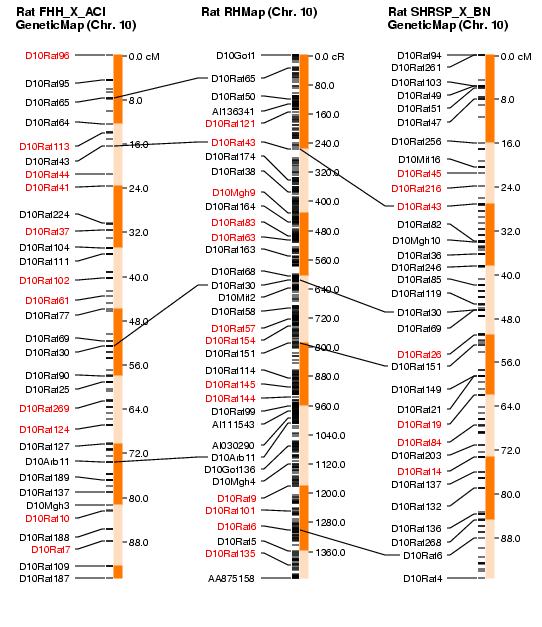 Rat FHH_X_ACI
GeneticMap (Chr. 10)
D10Rat96
D10Rat95
D10Rat65
D10Rat64
D10Rat113
D10Rat43
D10Rat44
D10Rat41
D10Rat224
D10Rat37
D10Rat104
D10Rat111
D10Rat102
D10Rat61
D10Rat77
D10Rat69
D10Rat30
D10Rat90
D10Rat25
D10Rat269
D10Rat124
D10Rat127
D10Arb11
D10Rat189
D10Rat137
D10Mgh3
D10Rat10
D10Rat188
D10Rat7
D10Rat109
D10Rat187
0.0 cM
8.0
16.0
24.0
32.0
40.0
48.0
56.0
64.0
72.0
80.0
88.0
Rat RHMap (Chr. 10)
D10Got1
D10Rat65
D10Rat50
AI136341
D10Rat121
D10Rat43
D10Rat174
D10Rat38
D10Mgh9
D10Rat164
D10Rat83
D10Rat63
D10Rat163
D10Rat68
D10Rat30
D10Mit2
D10Rat58
D10Rat57
D10Rat154
D10Rat151
D10Rat114
D10Rat145
D10Rat144
D10Rat99
AI111543
AI030290
D10Arb11
D10Got136
D10Mgh4
D10Rat9
D10Rat101
D10Rat6
D10Rat5
D10Rat135
AA875158
0.0 cR
80.0
160.0
240.0
320.0
400.0
480.0
560.0
640.0
720.0
800.0
880.0
960.0
1040.0
1120.0
1200.0
1280.0
1360.0
Rat SHRSP_X_BN
GeneticMap (Chr. 10)
D10Rat94
D10Rat261
D10Rat103
D10Rat49
D10Rat51
D10Rat47
D10Rat256
D10Mit16
D10Rat45
D10Rat216
D10Rat43
D10Rat82
D10Mgh10
D10Rat36
D10Rat246
D10Rat85
D10Rat119
D10Rat30
D10Rat69
D10Rat26
D10Rat151
D10Rat149
D10Rat21
D10Rat19
D10Rat84
D10Rat203
D10Rat14
D10Rat137
D10Rat132
D10Rat136
D10Rat268
D10Rat6
D10Rat4
0.0 cM
8.0
16.0
24.0
32.0
40.0
48.0
56.0
64.0
72.0
80.0
88.0